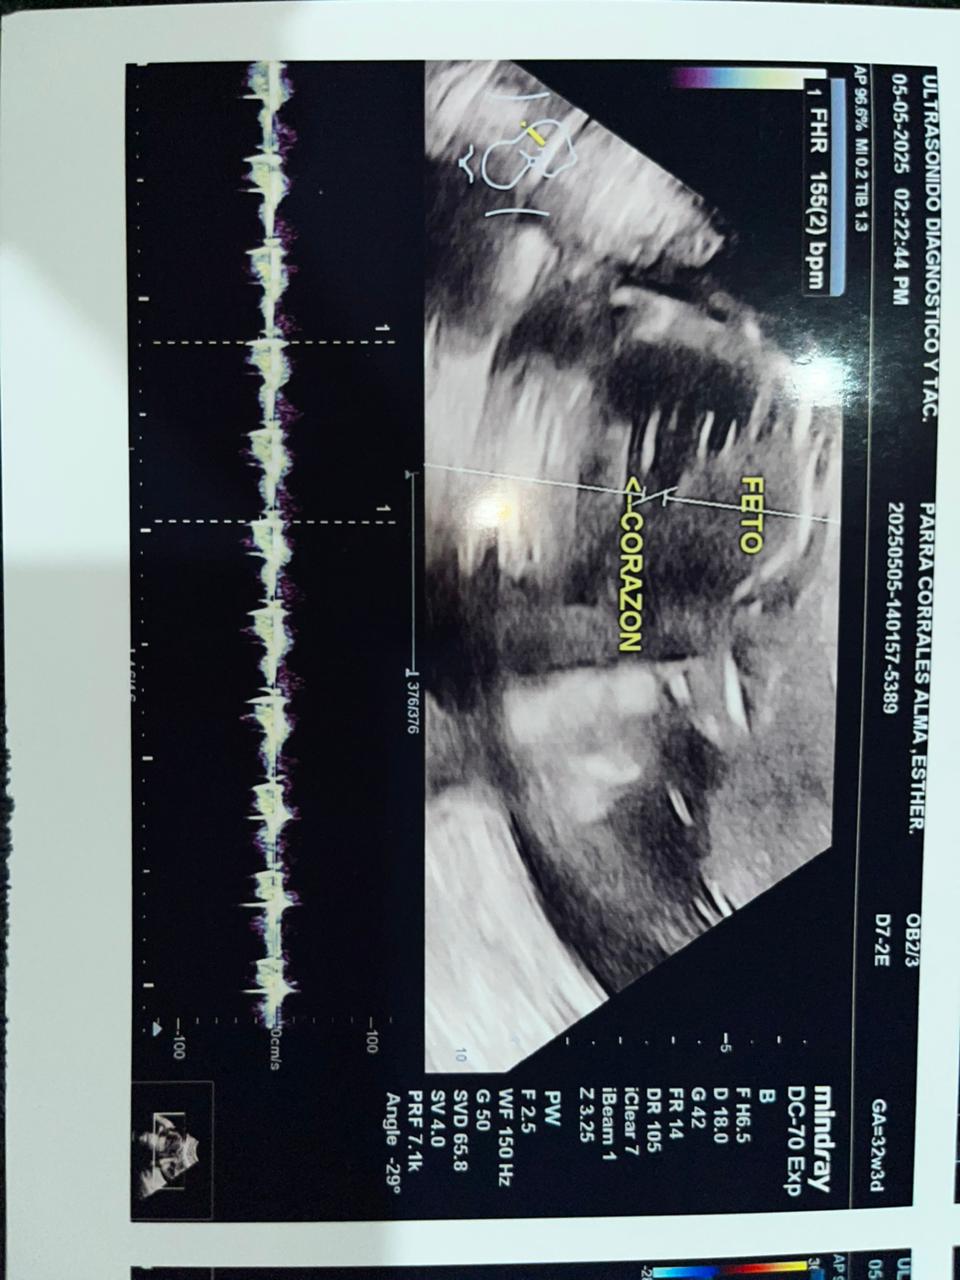 ULTRASONIDO DIAGNOSTICO Y TAC.
PARRA CORRALES ALMA ,ESTHER.
OB2/3
05-05-2025 02:22:44 PM
20250505-140157-5389
D7-2E
GA=32w3d
AP 96.6% MI 0.2 TIB 1.3
1 FHR 155(2) bpm
FETO
<--CORAZON
5
10
mindray
DC-70 Exp
B
F H6.5
D 18.0
G 42
FR 14
DR 105
iClear 7
iBeam 1
Z 3.25
PW
F 2.5
WF 150 Hz
G 50
SVD 65.8
SV 4.0
PRF 7.1k
Angle -29°
376/376
1
1
100
0cm/s
-100
UL
05
AP 9